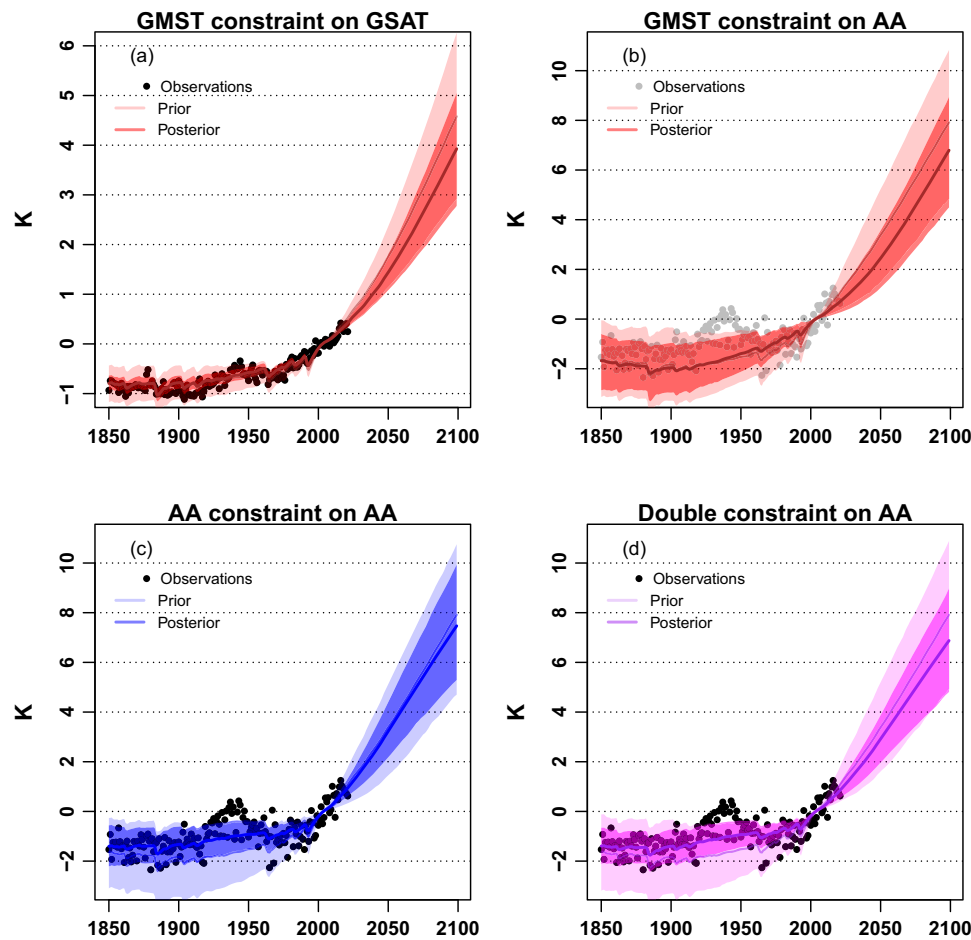 GMST constraint on GSAT
(a)
Observations
Prior
Posterior
K
6
5
4
3
2
1
0
−1
1850 1900 1950 2000 2050 2100
GMST constraint on AA
(b)
Observations
Prior
Posterior
K
10
8
6
4
2
0
−2
1850 1900 1950 2000 2050 2100
AA constraint on AA
(c)
Observations
Prior
Posterior
K
10
8
6
4
2
0
−2
1850 1900 1950 2000 2050 2100
Double constraint on AA
(d)
Observations
Prior
Posterior
K
10
8
6
4
2
0
−2
1850 1900 1950 2000 2050 2100